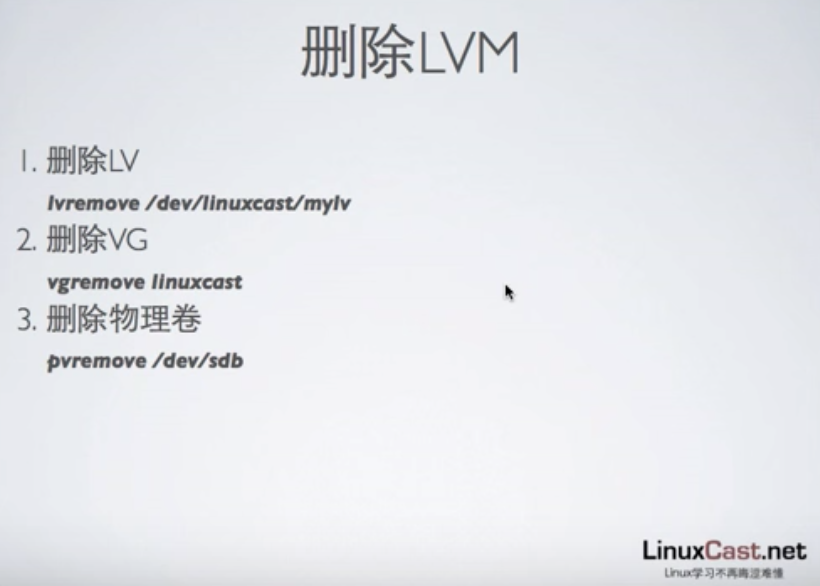 删除LVM
1. 删除LV
lvremove /dev/linuxcast/mylv
2. 删除VG
vgremove linuxcast
3. 删除物理卷
pvremove /dev/sdb
LinuxCast.net
Linux学习不再晦涩难懂